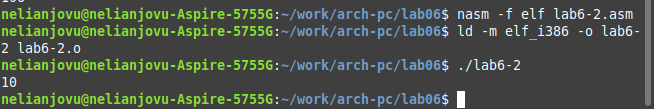 nelianjovu@nelianjovu-Aspire-5755G:~/work/arch-pc/lab06$ nasm -f elf lab6-2.asm
nelianjovu@nelianjovu-Aspire-5755G:~/work/arch-pc/lab06$ ld -m elf_i386 -o lab6-
2 lab6-2.o
nelianjovu@nelianjovu-Aspire-5755G:~/work/arch-pc/lab06$ ./lab6-2
10
nelianjovu@nelianjovu-Aspire-5755G:~/work/arch-pc/lab06$